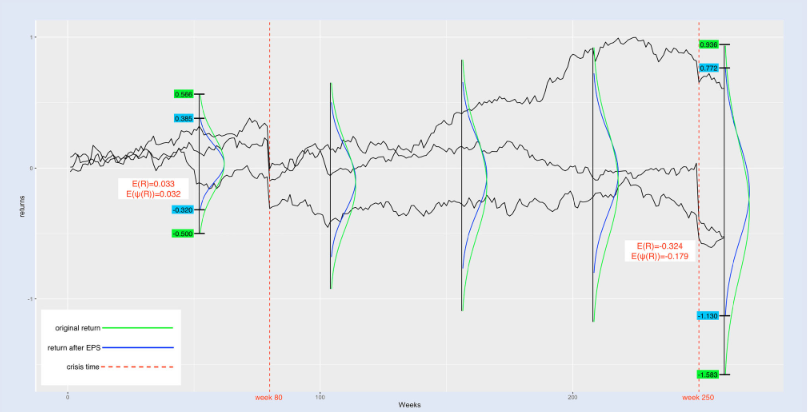 1
0.936
0.772
0.566
0.385
0
E(R)=0.033
E(ψ(R))=0.032
-0.320
-0.500
returns
E(R)=-0.324
E(ψ(R))=-0.179
-1
-1.130
-1.583
original return
return after EPS
crisis time
0
week 80
100
200
week 250
Weeks